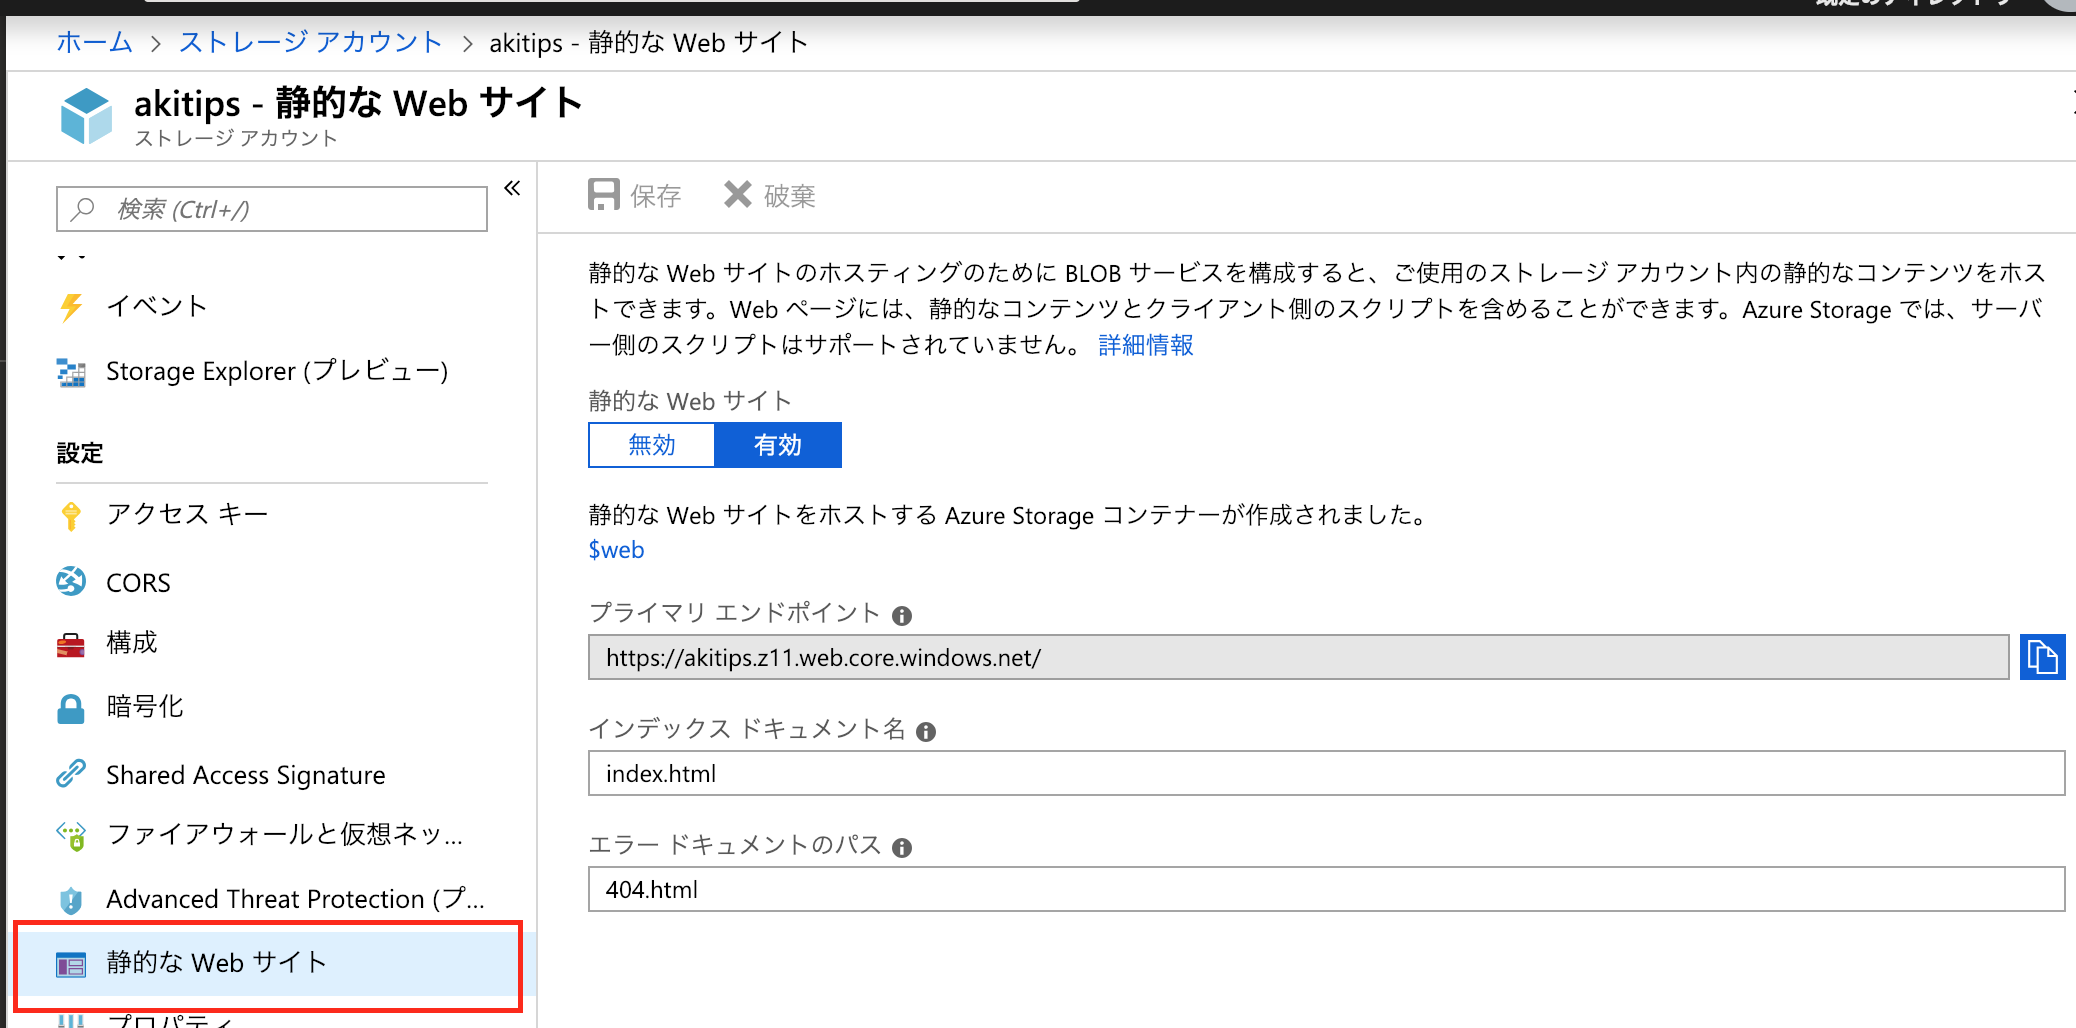 ホーム > ストレージ アカウント > akitips - 静的な Web サイト
akitips - 静的な Web サイト
ストレージ アカウント
検索 (Ctrl+/)
«
イベント
Storage Explorer (プレビュー)
設定
アクセス キー
CORS
構成
暗号化
Shared Access Signature
ファイアウォールと仮想ネッ...
Advanced Threat Protection (プ...
静的な Web サイト
プロパティ
保存 破棄
静的な Web サイトのホスティングのために BLOB サービスを構成すると、ご使用のストレージ アカウント内の静的なコンテンツをホス
トできます。Web ページには、静的なコンテンツとクライアント側のスクリプトを含めることができます。Azure Storage では、サーバ
ー側のスクリプトはサポートされていません。 詳細情報
静的な Web サイト
無効 有効
静的な Web サイトをホストする Azure Storage コンテナーが作成されました。
$web
プライマリ エンドポイント
https://akitips.z11.web.core.windows.net/
インデックス ドキュメント名
index.html
エラー ドキュメントのパス
404.html